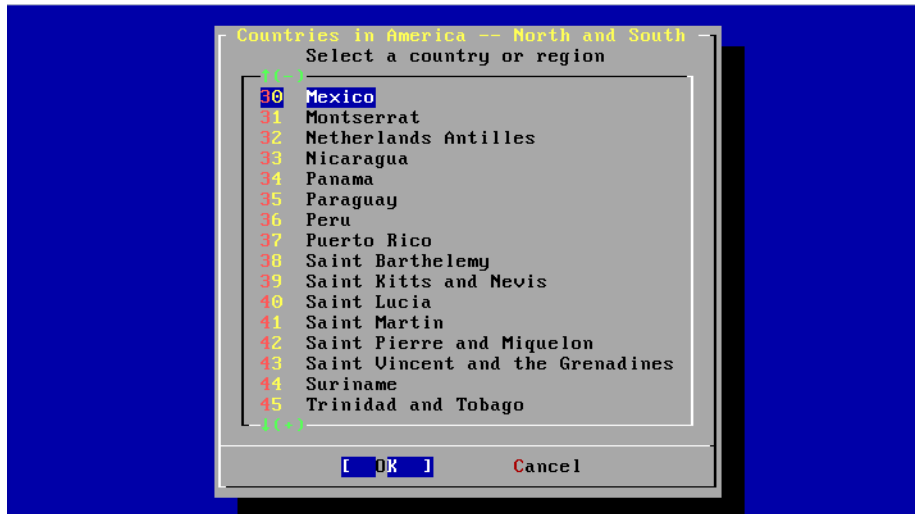 Countries in America -- North and South
Select a country or region
↑(-)
30 Mexico
31 Montserrat
32 Netherlands Antilles
33 Nicaragua
34 Panama
35 Paraguay
36 Peru
37 Puerto Rico
38 Saint Barthelemy
39 Saint Kitts and Nevis
40 Saint Lucia
41 Saint Martin
42 Saint Pierre and Miquelon
43 Saint Vincent and the Grenadines
44 Suriname
45 Trinidad and Tobago
↓(+)
[ OK ] Cancel